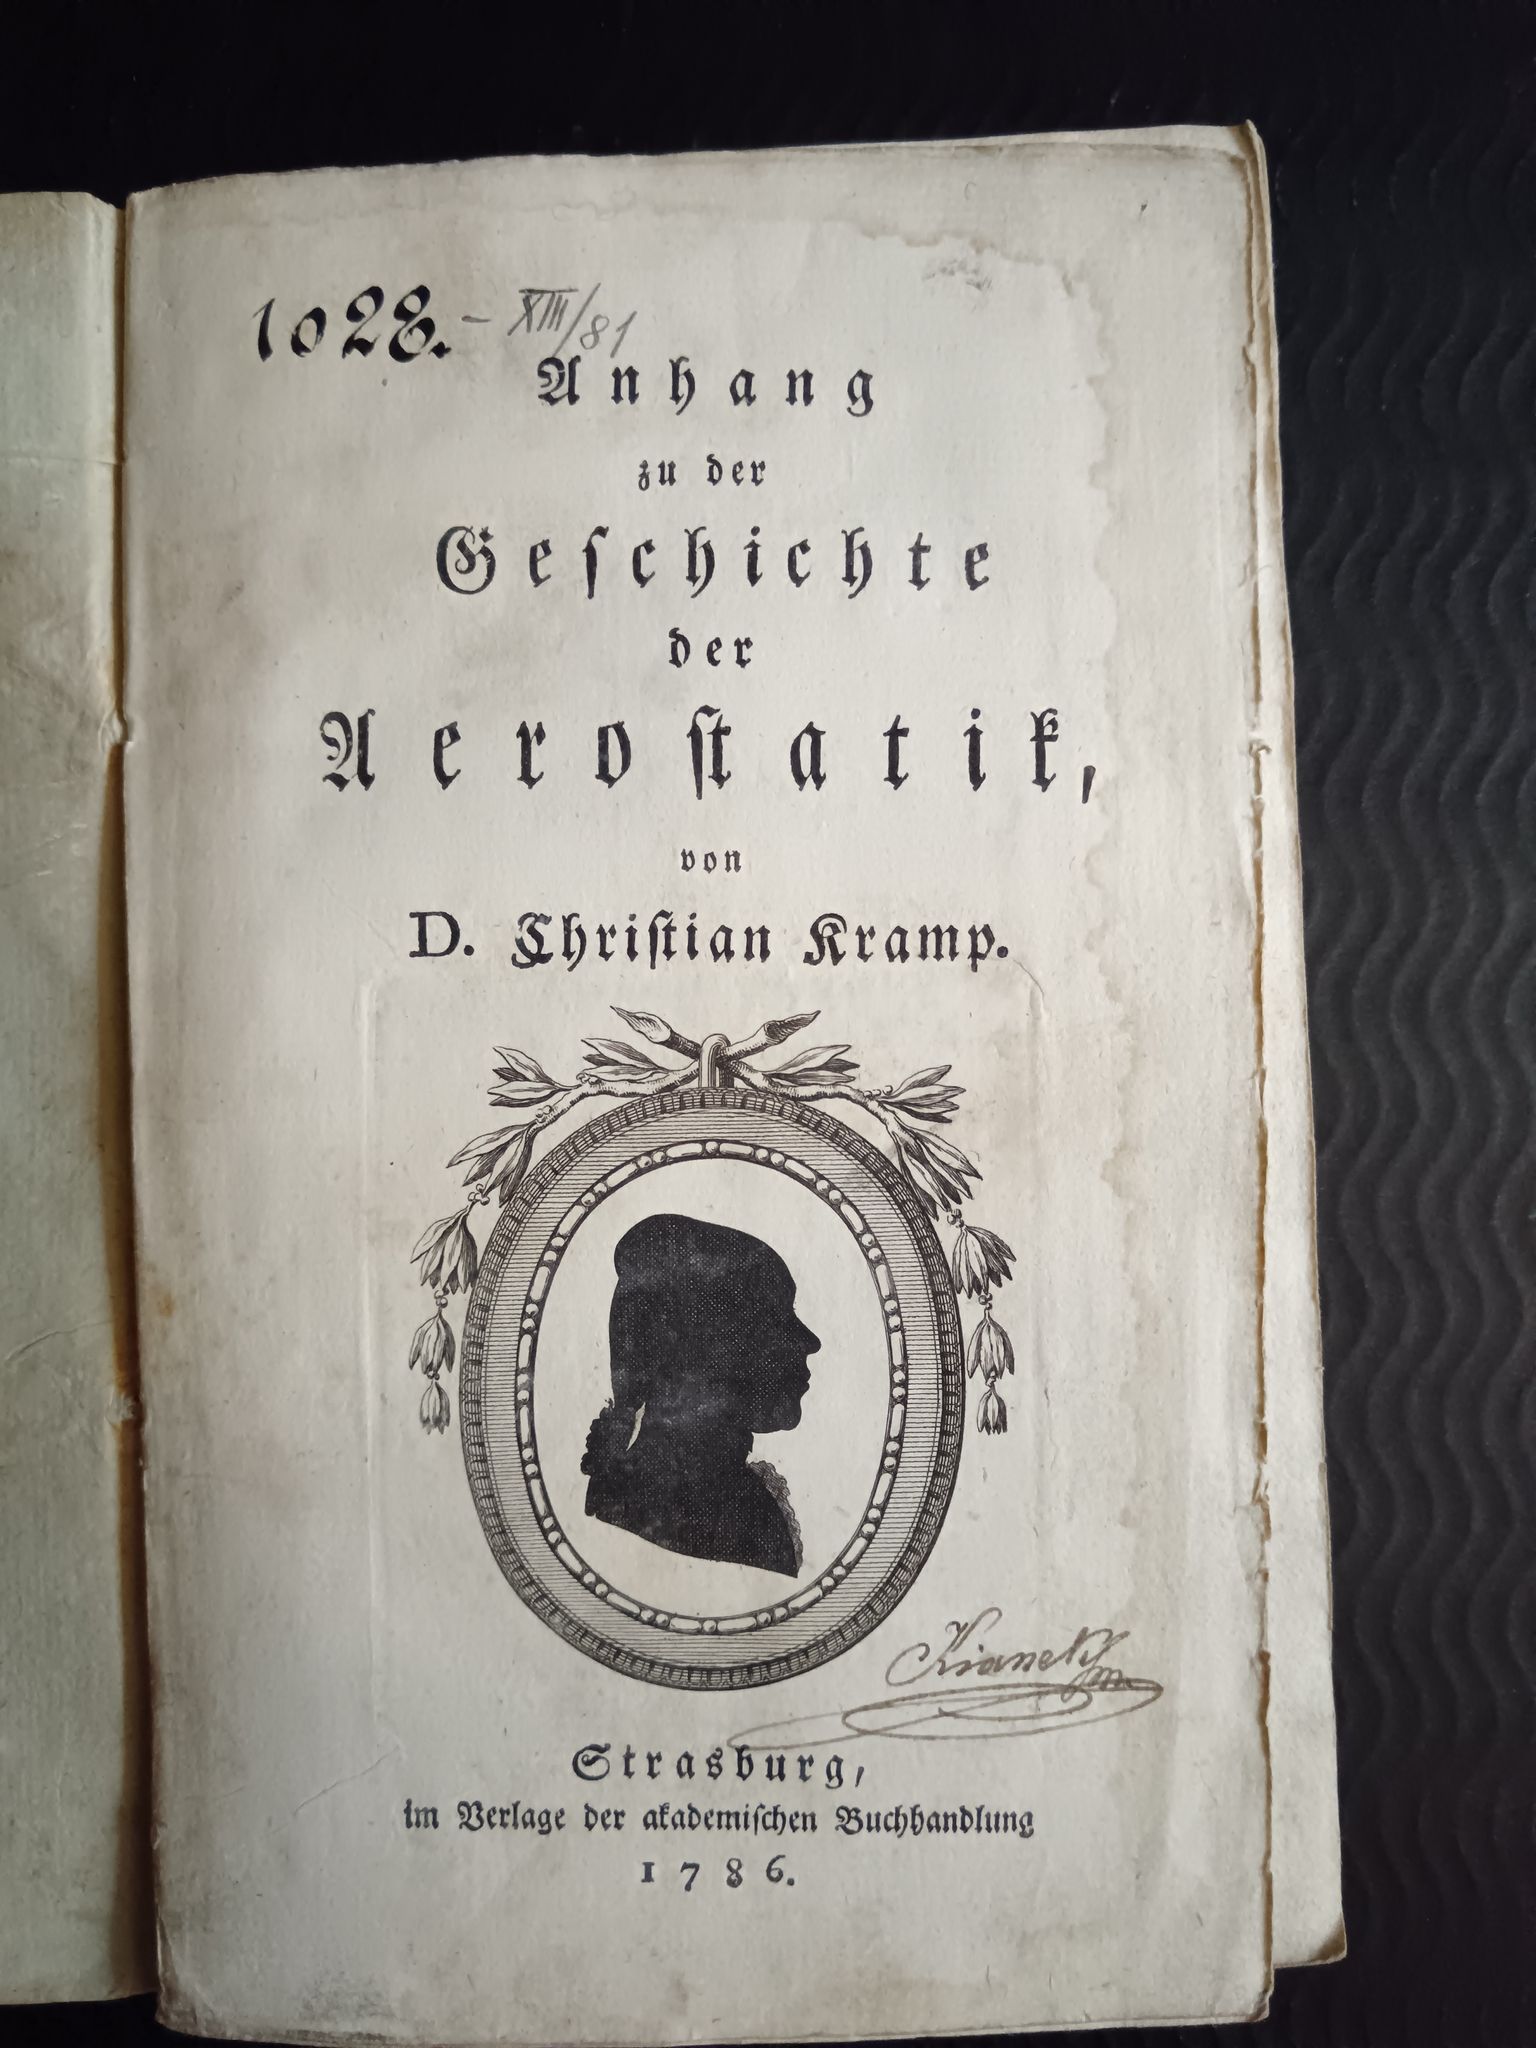 1028. - XIII/81
Anhang
zu der
Geſchichte
der
Aeroſtatik,
von
D. Chriſtian Kramp.
Strasburg,
im Verlage der akademiſchen Buchhandlung
1786.